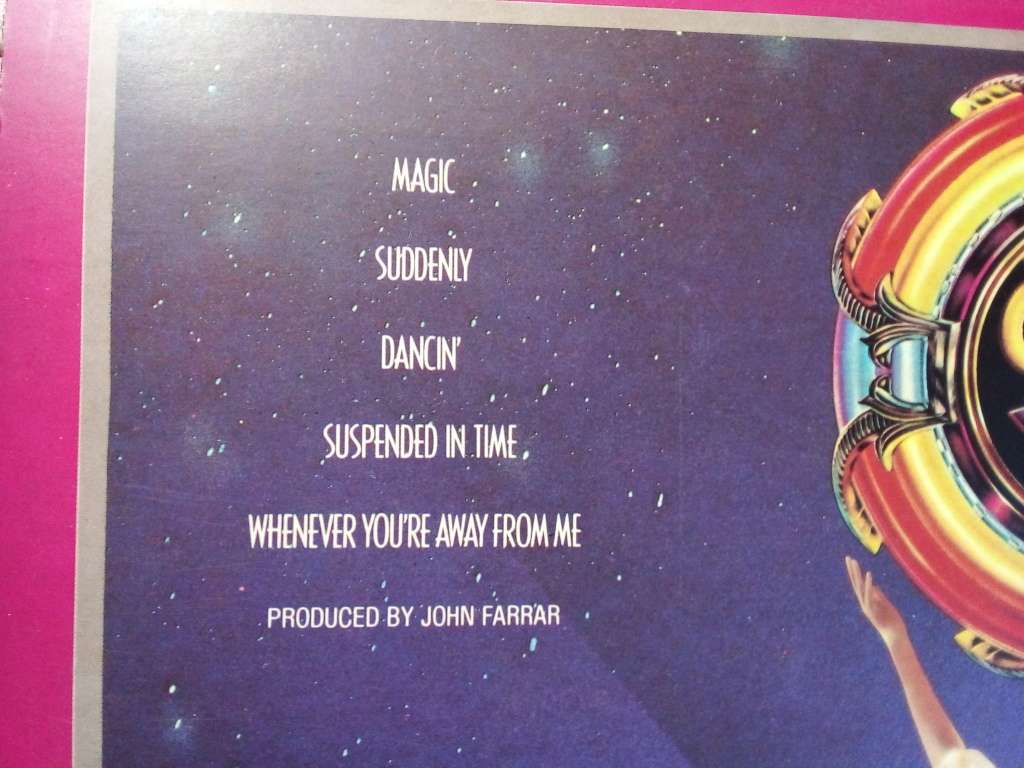 MAGIC
SUDDENLY
DANCIN'
SUSPENDED IN TIME
WHENEVER YOU'RE AWAY FROM ME
PRODUCED BY JOHN FARRAR